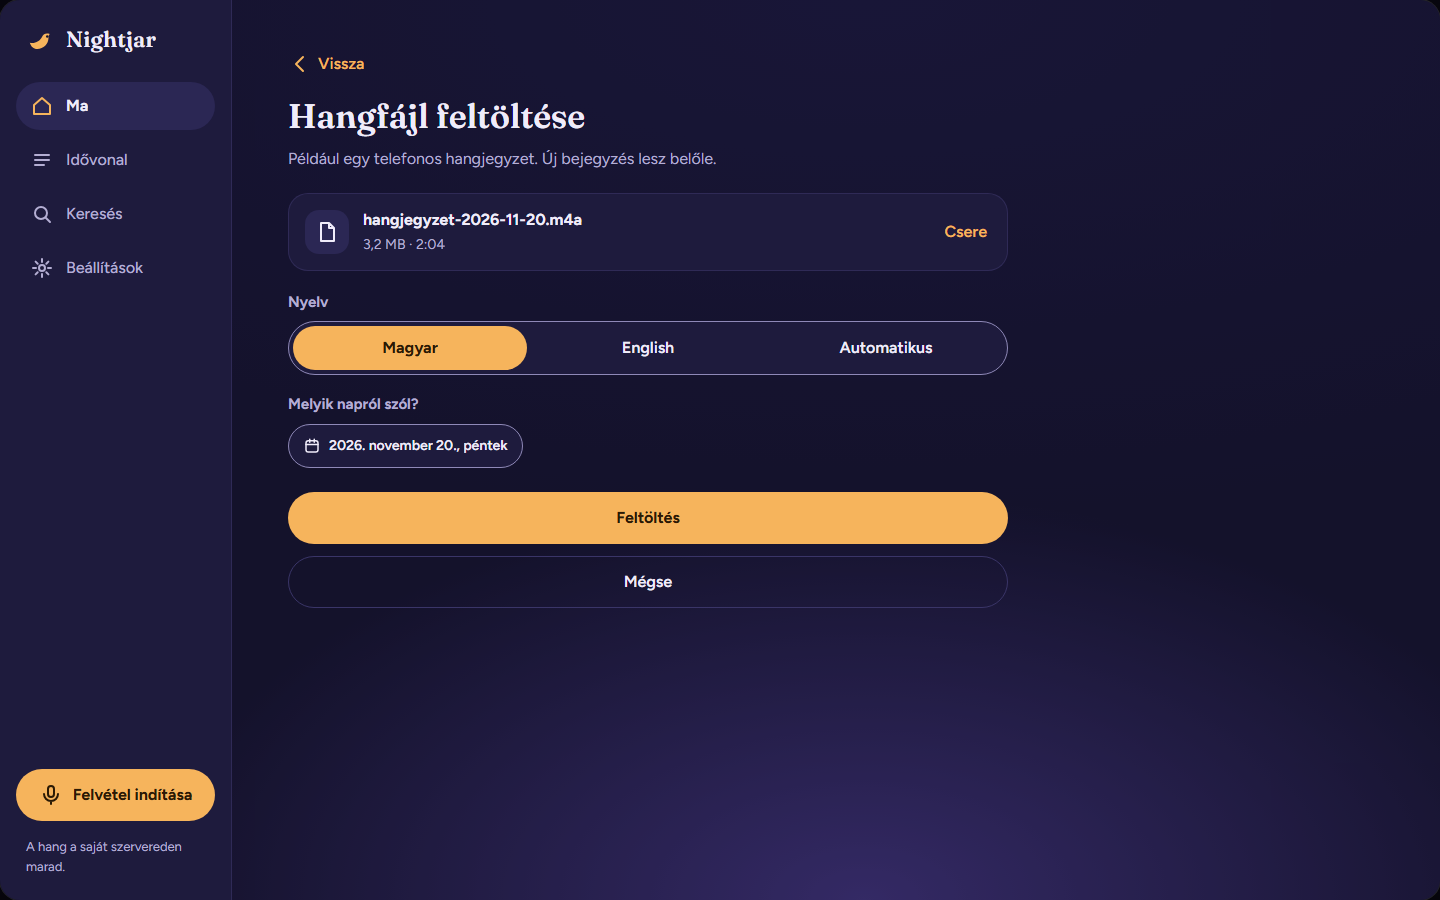 Nightjar
Ma
Idővonal
Keresés
Beállítások
Felvétel indítása
A hang a saját szervereden
marad.
Vissza
Hangfájl feltöltése
Például egy telefonos hangjegyzet. Új bejegyzés lesz belőle.
hangjegyzet-2026-11-20.m4a
3,2 MB · 2:04
Csere
Nyelv
Magyar
English
Automatikus
Melyik napról szól?
2026. november 20., péntek
Feltöltés
Mégse